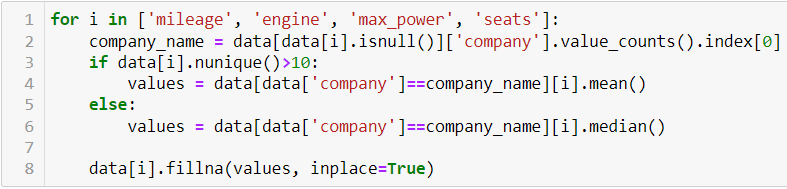 1 for i in ['mileage', 'engine', 'max_power', 'seats']:
2     company_name = data[data[i].isnull()]['company'].value_counts().index[0]
3     if data[i].nunique()>10:
4         values = data[data['company']==company_name][i].mean()
5     else:
6         values = data[data['company']==company_name][i].median()
7
8     data[i].fillna(values, inplace=True)